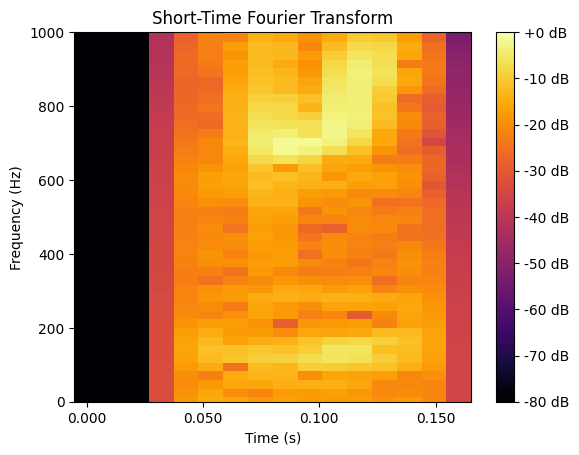 Short-Time Fourier Transform
1000
800
600
400
200
0
Frequency (Hz)
0.000
0.050
0.100
0.150
Time (s)
+0 dB
-10 dB
-20 dB
-30 dB
-40 dB
-50 dB
-60 dB
-70 dB
-80 dB